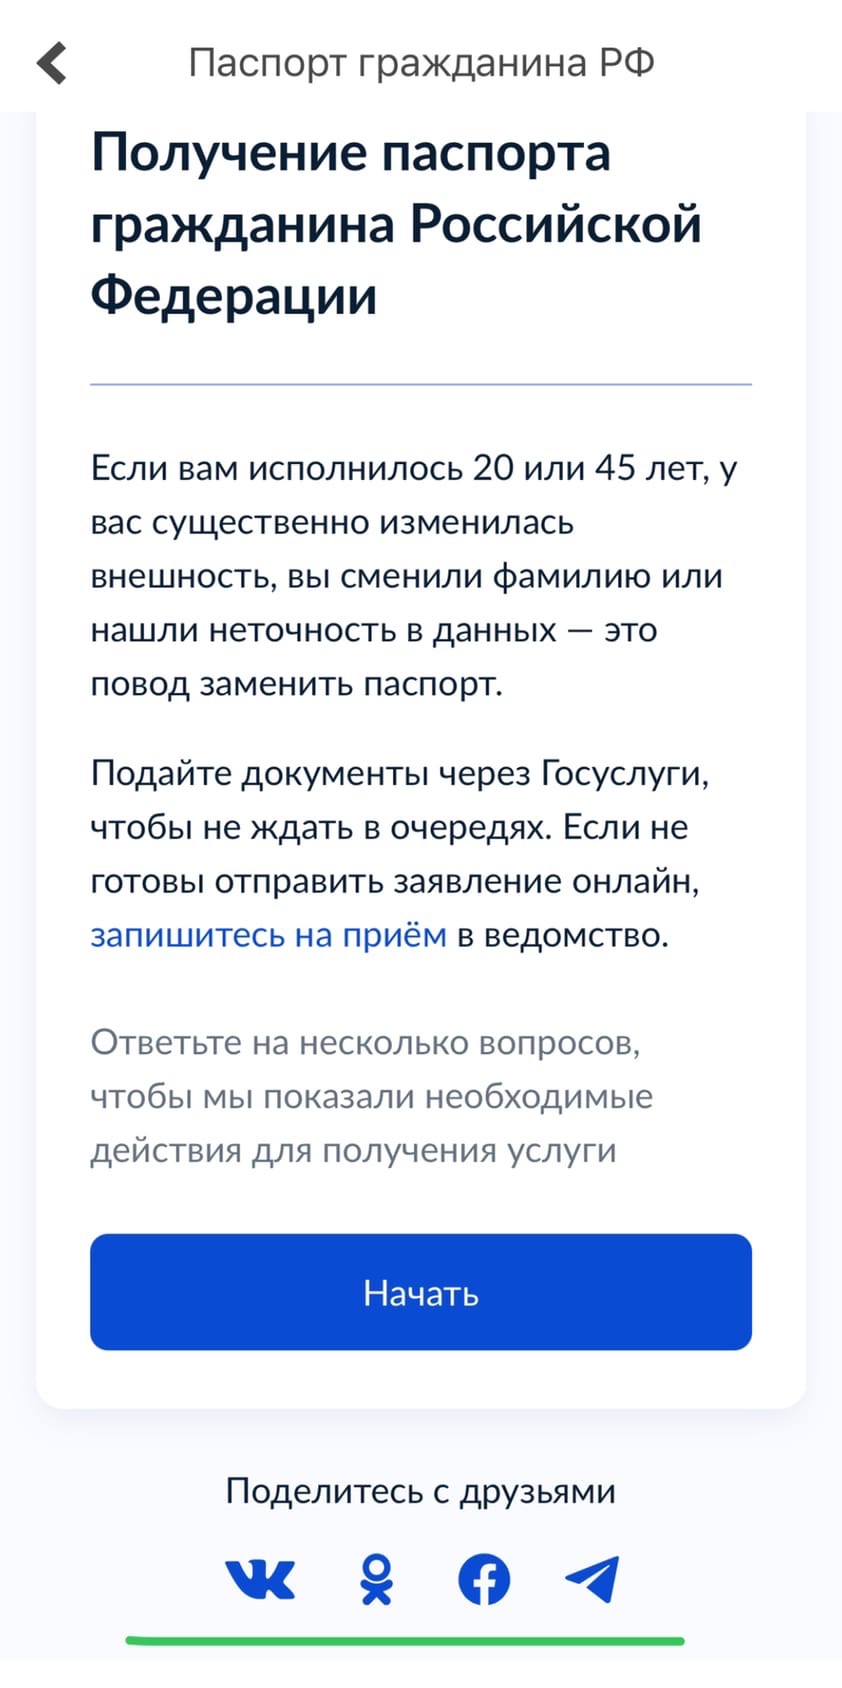 Паспорт гражданина РФ
Получение паспорта
гражданина Российской
Федерации
Если вам исполнилось 20 или 45 лет, у
вас существенно изменилась
внешность, вы сменили фамилию или
нашли неточность в данных — это
повод заменить паспорт.
Подайте документы через Госуслуги,
чтобы не ждать в очередях. Если не
готовы отправить заявление онлайн,
запишитесь на приём в ведомство.
Ответьте на несколько вопросов,
чтобы мы показали необходимые
действия для получения услуги
Начать
Поделитесь с друзьями